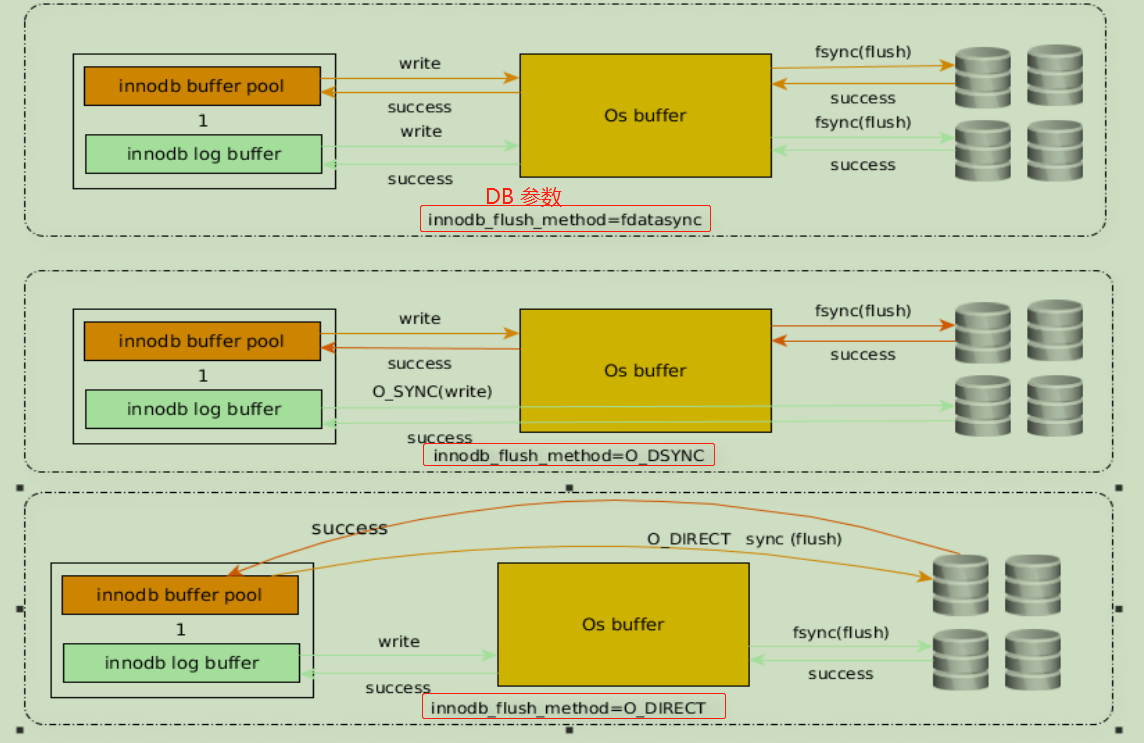 write
fsync(flush)
innodb buffer pool
success
success
1
write
Os buffer
fsync(flush)
innodb log buffer
success
success
DB 参数
innodb_flush_method=fdatasync
write
fsync(flush)
innodb buffer pool
success
success
1
O_SYNC(write)
Os buffer
innodb log buffer
success
innodb_flush_method=O_DSYNC
success
O_DIRECT sync (flush)
innodb buffer pool
1
write
Os buffer
fsync(flush)
innodb log buffer
success
success
innodb_flush_method=O_DIRECT